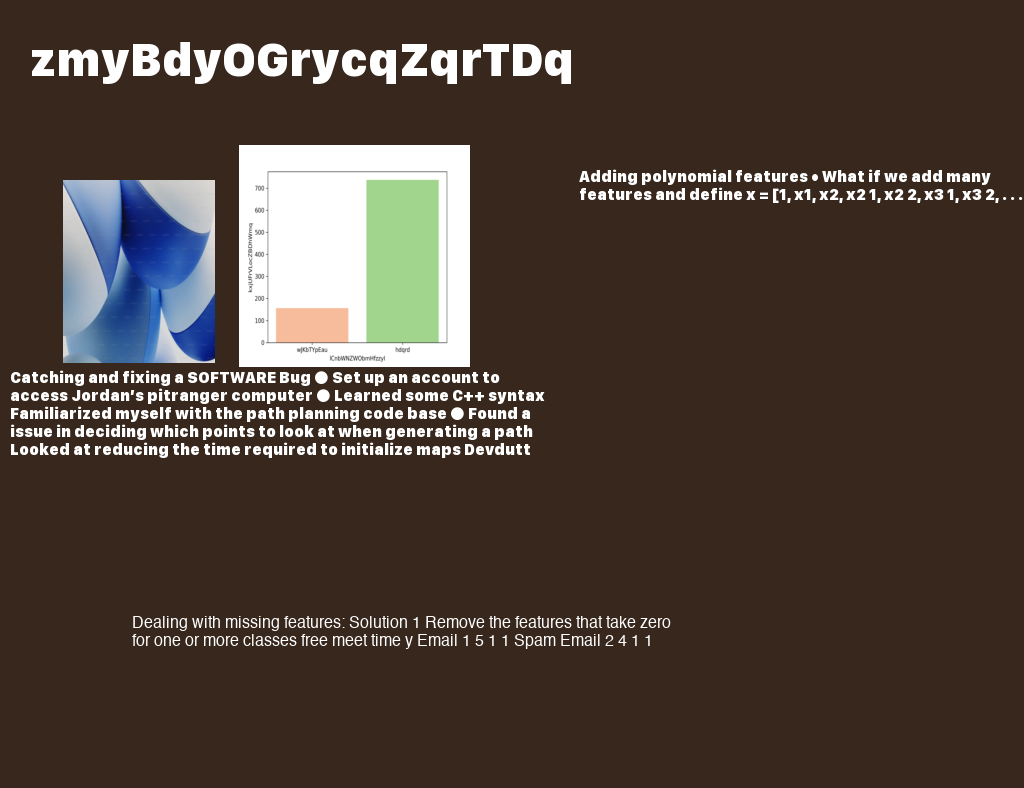 zmyBdyOGrycqZqrTDq
Adding polynomial features • What if we add many
features and define x = [1, x1, x2, x2 1, x2 2, x3 1, x3 2, . . .
700
600
500
400
300
200
100
0
wJKbTYpEau
hdqrd
Catching and fixing a SOFTWARE Bug ● Set up an account to
access Jordan’s pitranger computer ● Learned some C++ syntax
Familiarized myself with the path planning code base ● Found a
issue in deciding which points to look at when generating a path
Looked at reducing the time required to initialize maps Devdutt
Dealing with missing features: Solution 1 Remove the features that take zero
for one or more classes free meet time y Email 1 5 1 1 Spam Email 2 4 1 1